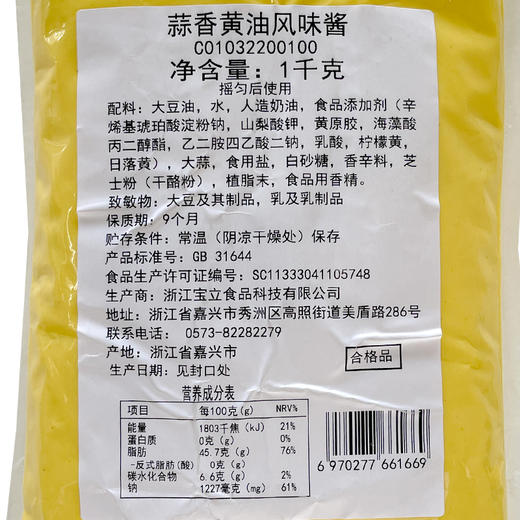 蒜香黄油风味酱
C01032200100
净含量：1千克
摇匀后使用
配料：大豆油，水，人造奶油，食品添加剂（辛
烯基琥珀酸淀粉钠，山梨酸钾，黄原胶，海藻酸
丙二醇酯，乙二胺四乙酸二钠，乳酸，柠檬黄，
日落黄），大蒜，食用盐，白砂糖，香辛料，芝
士粉（干酪粉），植脂末，食品用香精。
致敏物：大豆及其制品，乳及乳制品
保质期：9个月
贮存条件：常温（阴凉干燥处）保存
产品标准号：GB 31644
食品生产许可证编号：SC11333041105748
生产商：浙江宝立食品科技有限公司
地址：浙江省嘉兴市秀洲区高照街道美盾路286号
联系电话： 0573-82282279
产地：浙江省嘉兴市
生产日期：见封口处
合格品
营养成分表
项目 每100克(g) NRV%
能量 1803千焦(kJ) 21%
蛋白质 0克(g) 0%
脂肪 45.7克(g) 76%
-反式脂肪(酸) 0克(g)
碳水化合物 6.6克(g) 2%
钠 1227毫克(mg) 61%
6 970277 661669